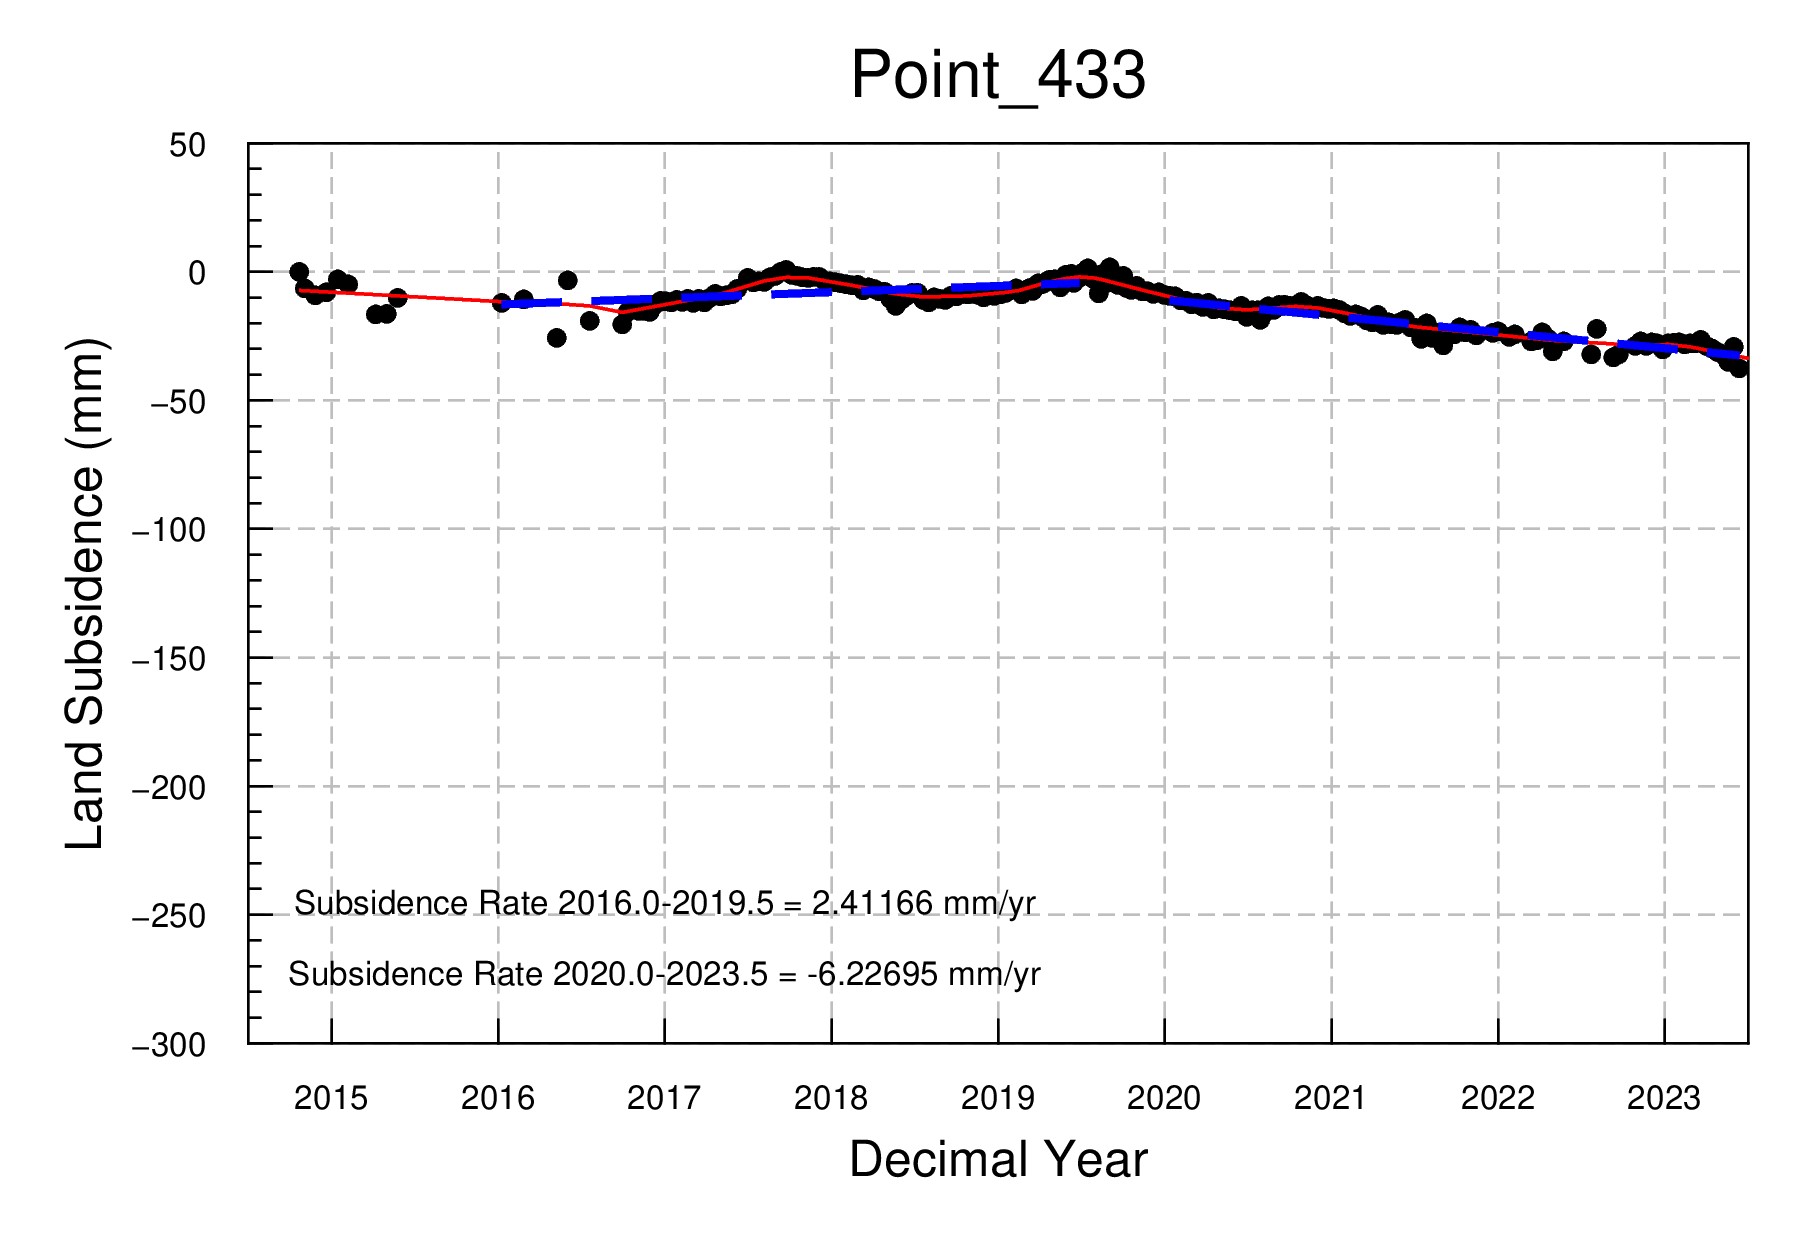 Point_433
50
0
−50
−100
−150
−200
−250
−300
Land Subsidence (mm)
Subsidence Rate 2016.0-2019.5 = 2.41166 mm/yr
Subsidence Rate 2020.0-2023.5 = -6.22695 mm/yr
2015 2016 2017 2018 2019 2020 2021 2022 2023
Decimal Year